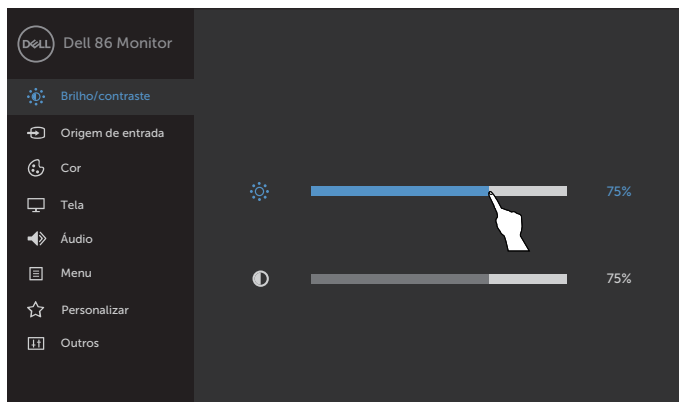 DELL Dell 86 Monitor
Brilho/contraste
Origem de entrada
Cor
Tela
Áudio
Menu
Personalizar
Outros
75%
75%